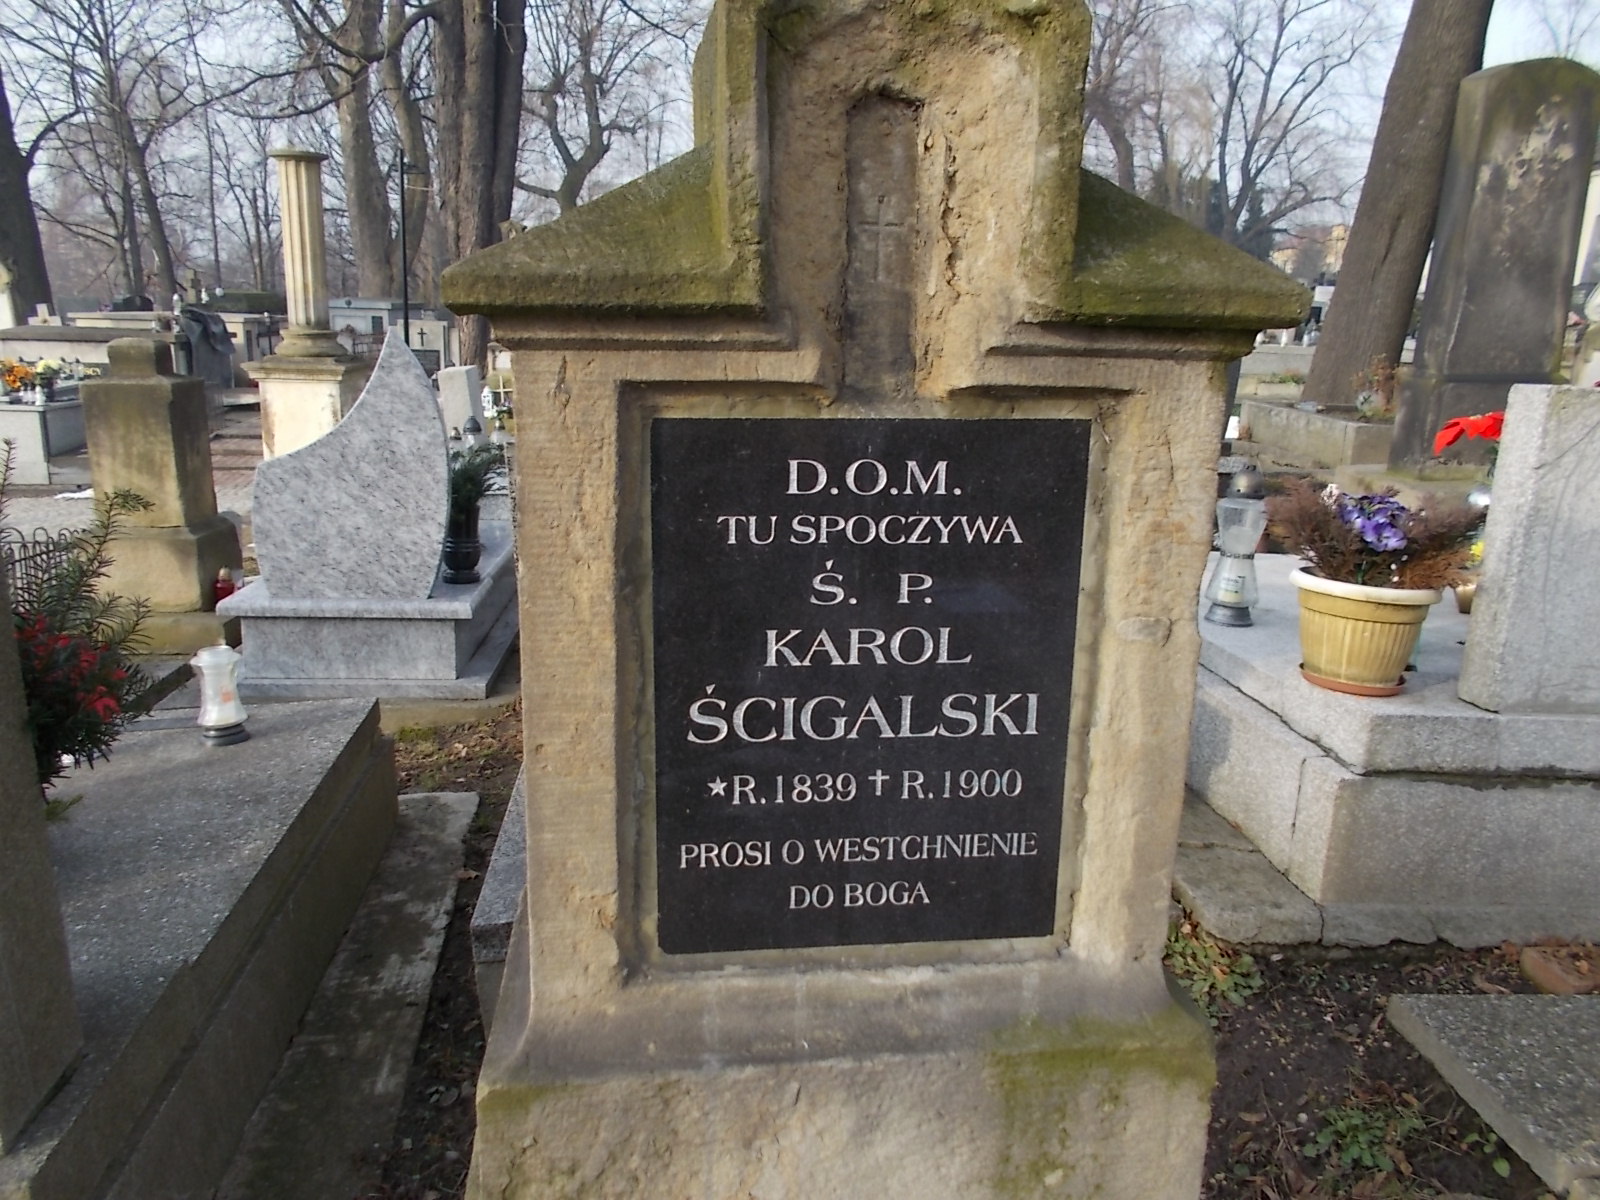 D.O.M.
TU SPOCZYWA
Ś. P.
KAROL
ŚCIGALSKI
*R.1839 † R.1900
PROSI O WESTCHNIENIE
DO BOGA